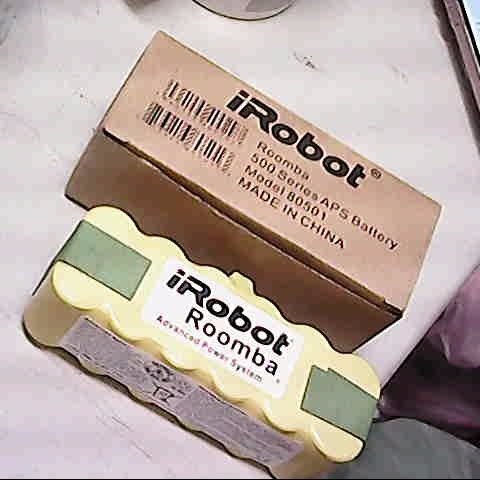 iRobot®
Roomba
500 Series APS Battery
Model 80501
MADE IN CHINA
iRobot
Roomba
Advanced Power System